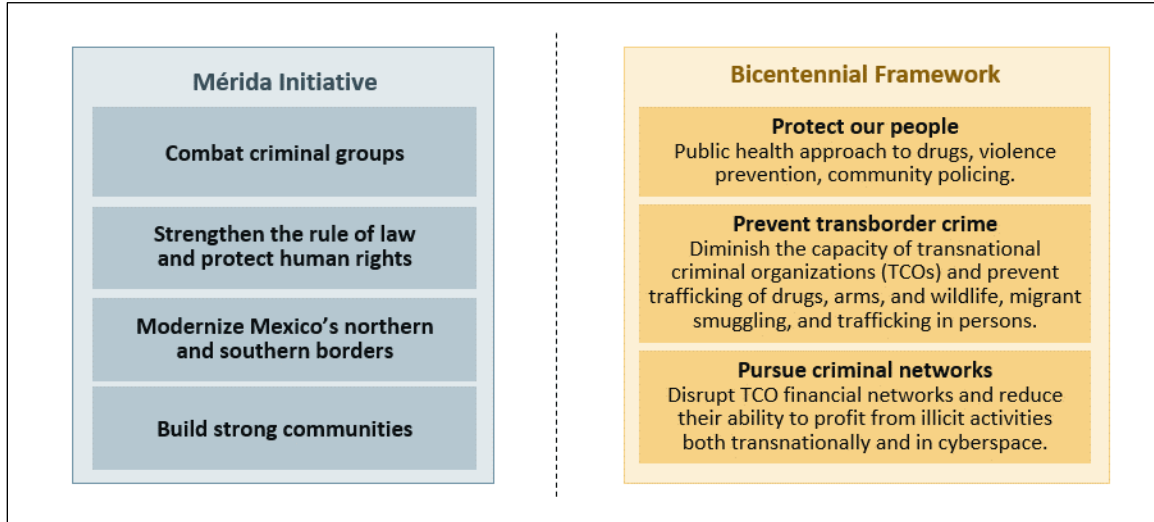 Mérida Initiative
Combat criminal groups
Strengthen the rule of law
and protect human rights
Modernize Mexico’s northern
and southern borders
Build strong communities
Bicentennial Framework
Protect our people
Public health approach to drugs, violence
prevention, community policing.
Prevent transborder crime
Diminish the capacity of transnational
criminal organizations (TCOs) and prevent
trafficking of drugs, arms, and wildlife, migrant
smuggling, and trafficking in persons.
Pursue criminal networks
Disrupt TCO financial networks and reduce
their ability to profit from illicit activities
both transnationally and in cyberspace.